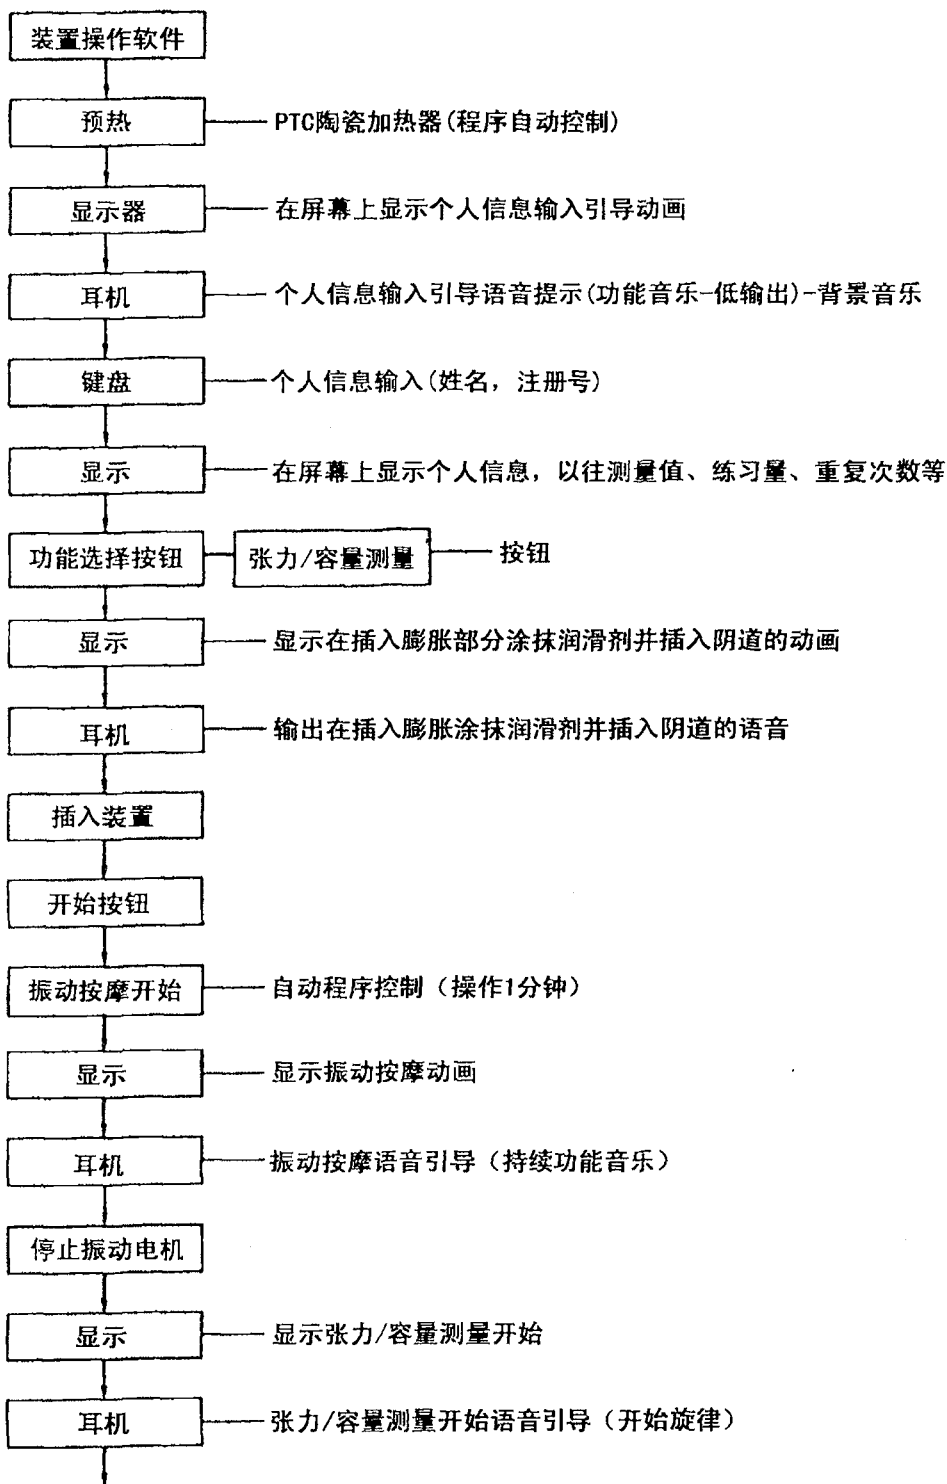 装置操作软件
预热 PTC陶瓷加热器(程序自动控制)
显示器 在屏幕上显示个人信息输入引导动画
耳机 个人信息输入引导语音提示(功能音乐-低输出)-背景音乐
键盘 个人信息输入(姓名，注册号)
显示 在屏幕上显示个人信息，以往测量值、练习量、重复次数等
功能选择按钮 张力/容量测量 按钮
显示 显示在插入膨胀部分涂抹润滑剂并插入阴道的动画
耳机 输出在插入膨胀涂抹润滑剂并插入阴道的语音
插入装置
开始按钮
振动按摩开始 自动程序控制（操作1分钟）
显示 显示振动按摩动画
耳机 振动按摩语音引导（持续功能音乐）
停止振动电机
显示 显示张力/容量测量开始
耳机 张力/容量测量开始语音引导（开始旋律）